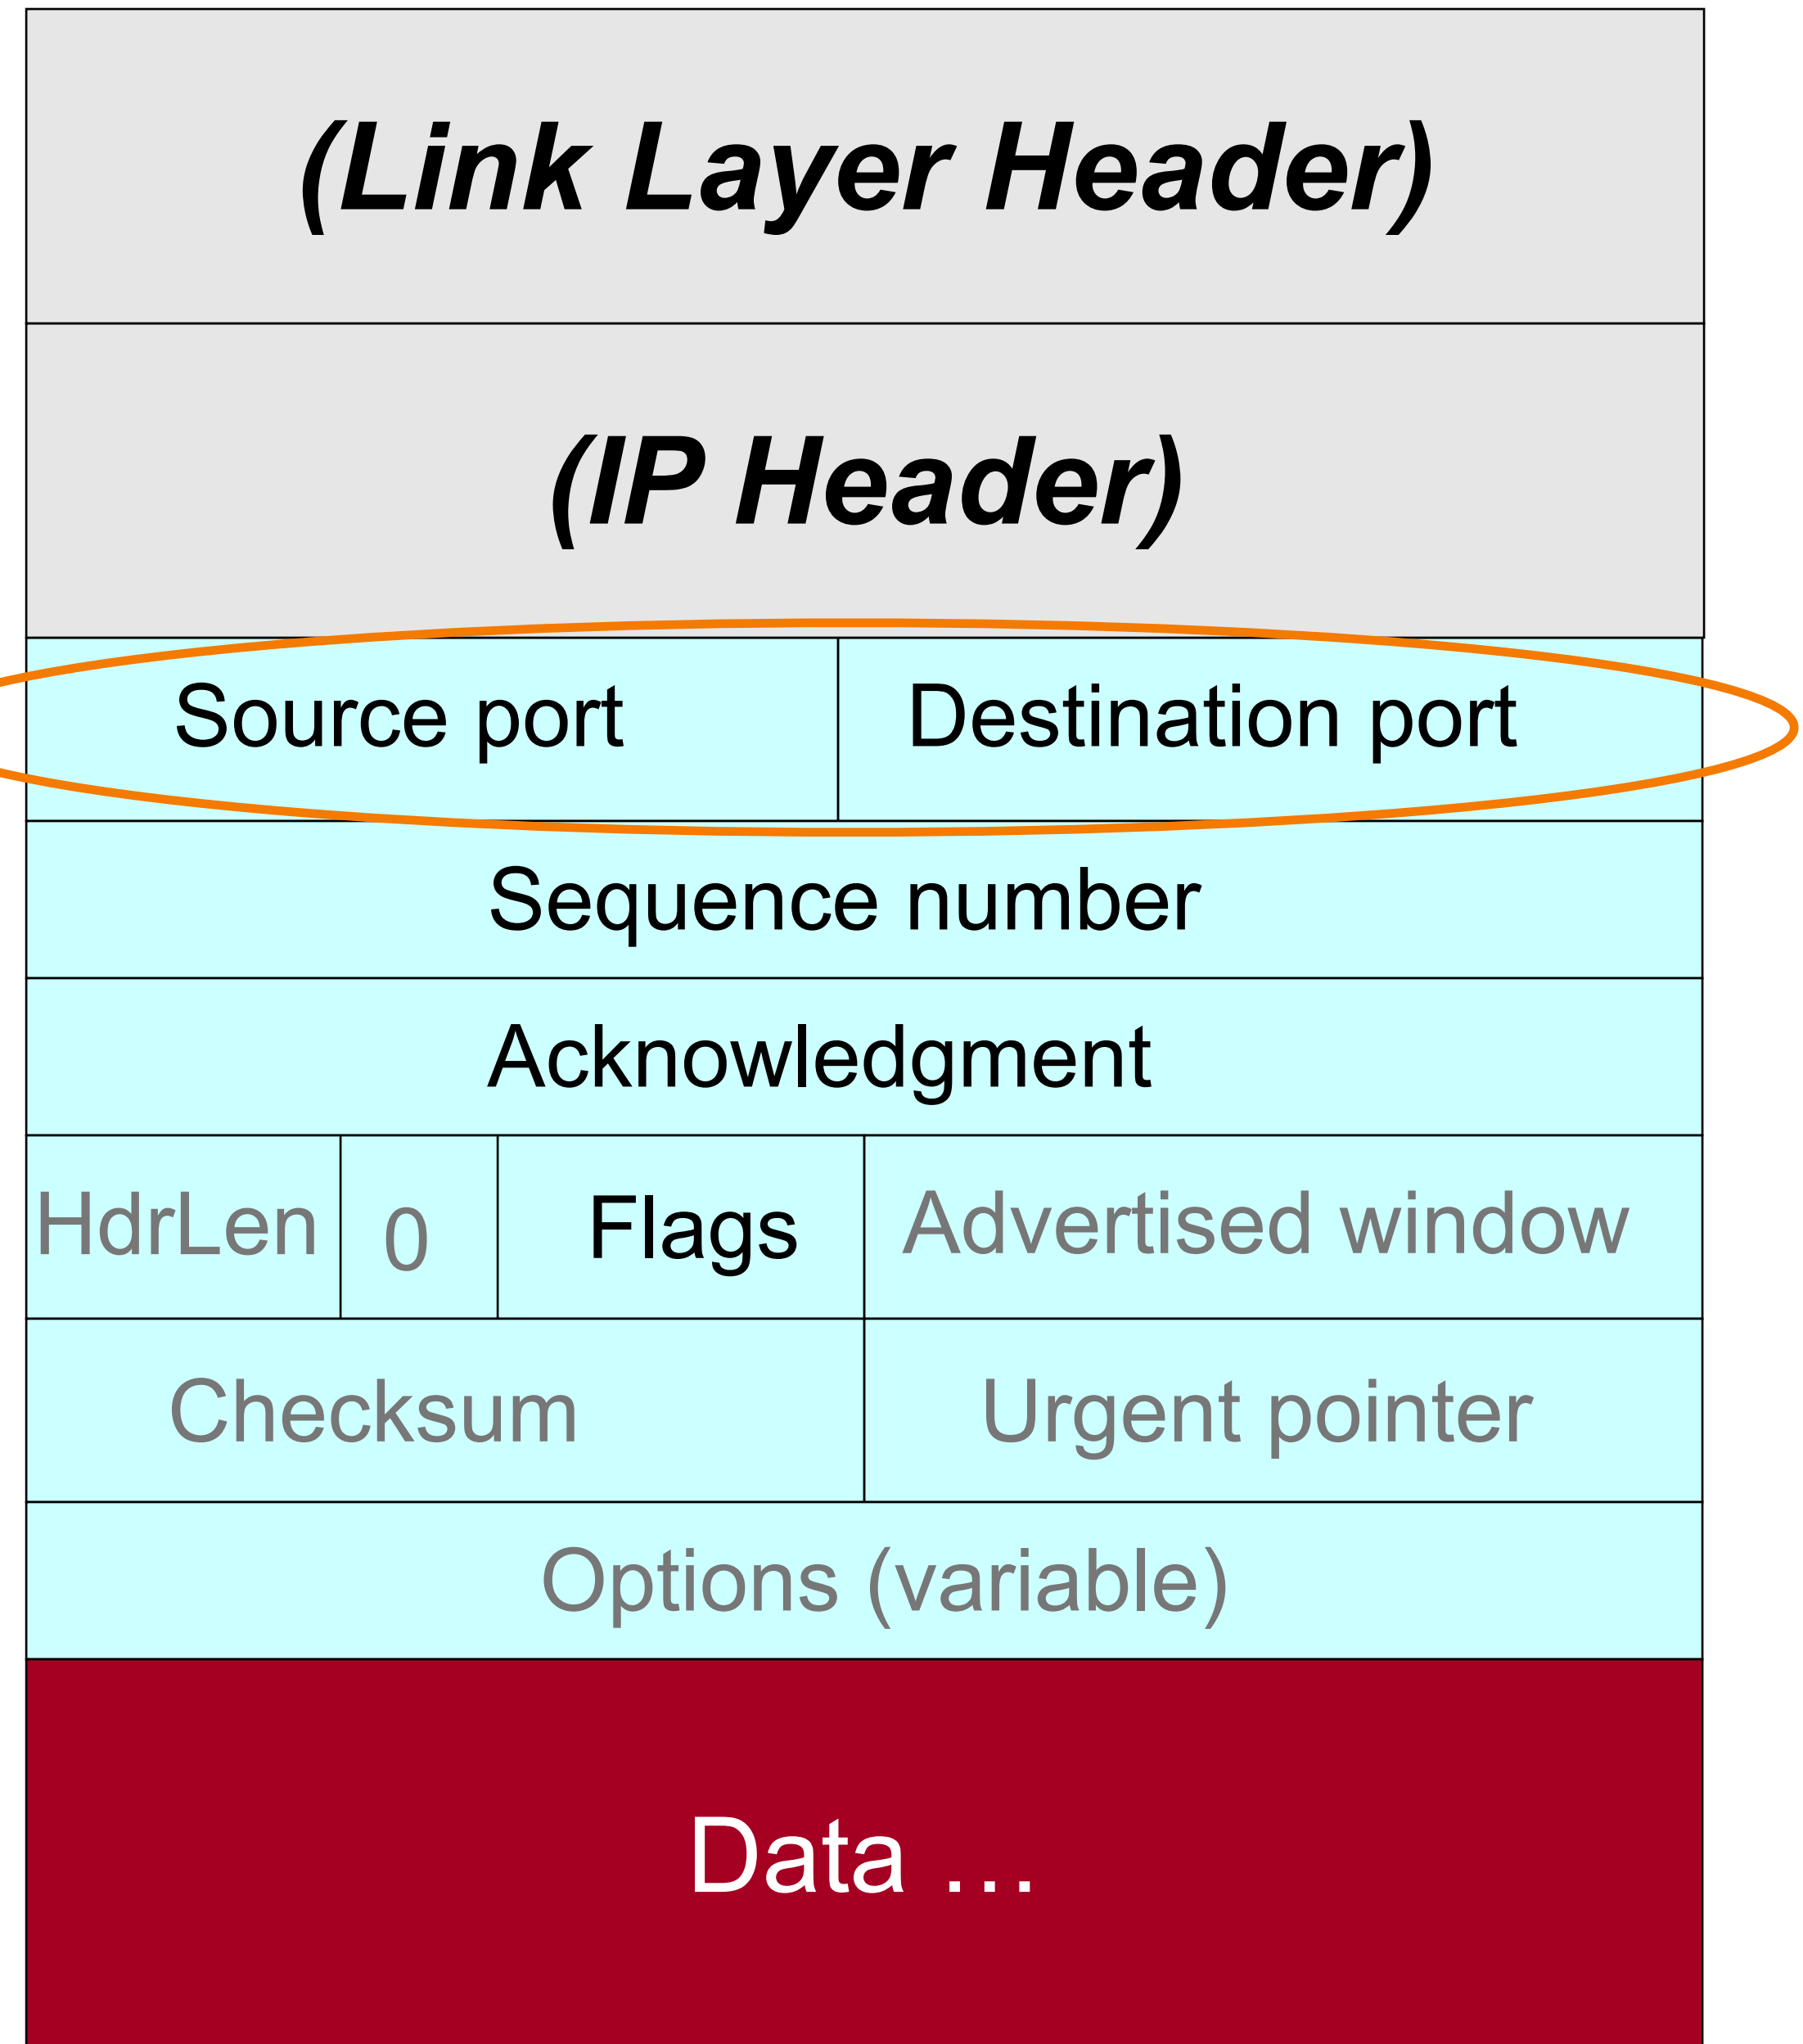 (Link Layer Header)
(IP Header)
Source port Destination port
Sequence number
Acknowledgment
HdrLen 0 Flags Advertised window
Checksum Urgent pointer
Options (variable)
Data …